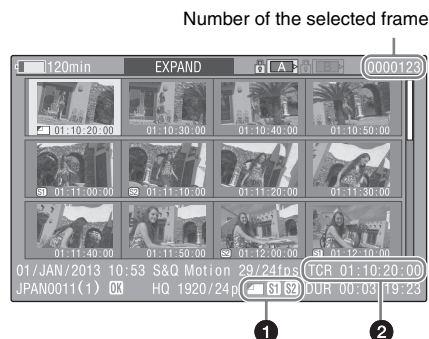 Number of the selected frame
120min EXPAND A B 0000123
01:10:20:00 01:10:30:00 01:10:40:00 01:10:50:00
S1 01:11:00:00 S2 01:11:10:00 01:11:20:00 01:11:30:00
01:11:40:00 01:11:50:00 S2 01:12:00:00 01:12:10:00
01/JAN/2013 10:53 S&Q Motion 29/24fps TCR 01:10:20:00
JPAN0011(1) OK HQ 1920/24p S1 S2 DUR 00:03:19:23
1 2